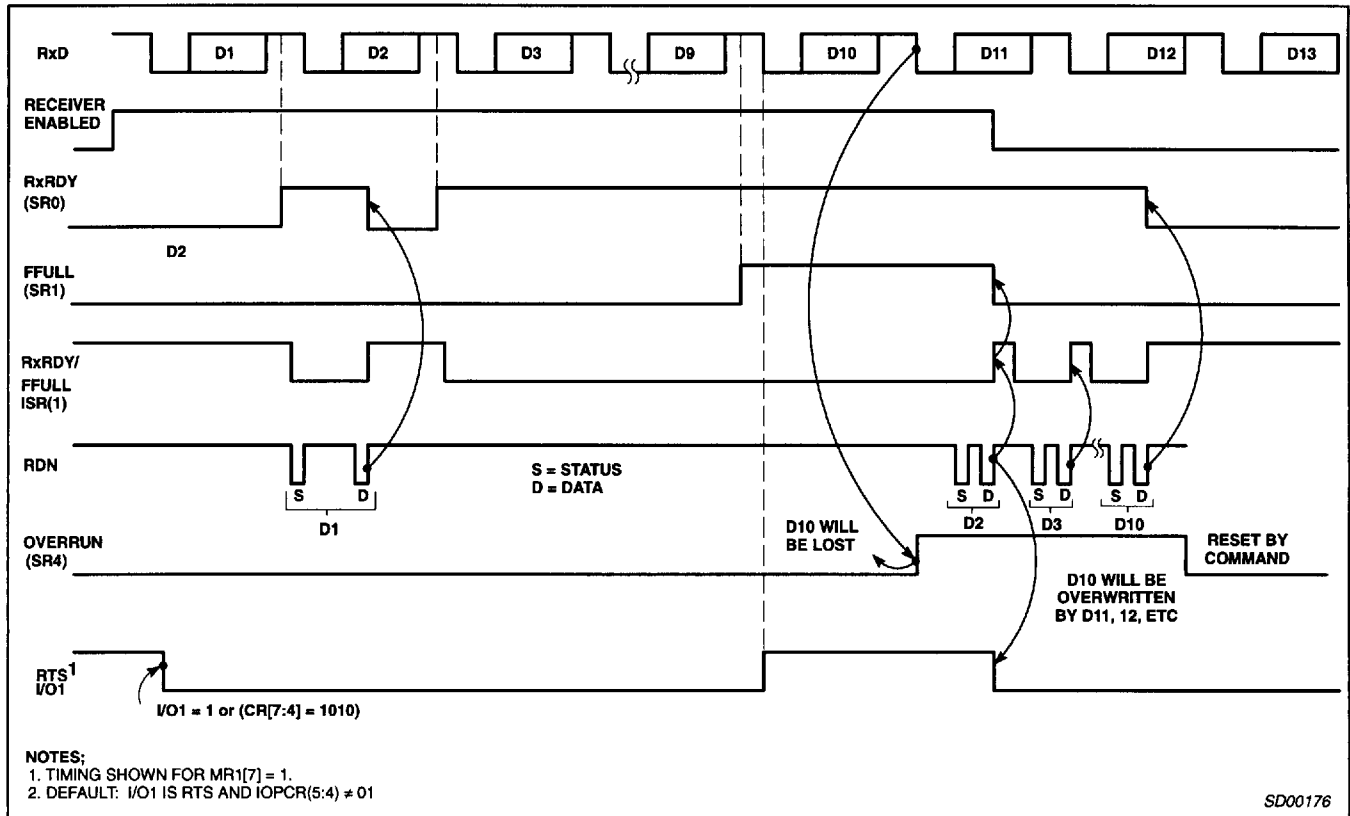 RxD
D1
D2
D3
D9
D10
D11
D12
D13
RECEIVER
ENABLED
RxRDY
(SR0)
D2
FFULL
(SR1)
RxRDY/
FFULL
ISR(1)
RDN
S = STATUS
D = DATA
S D
D1
S D S D S D
D2 D3 D10
OVERRUN
(SR4)
D10 WILL
BE LOST
RESET BY
COMMAND
D10 WILL BE
OVERWRITTEN
BY D11, 12, ETC
RTS1
I/O1
I/O1 = 1 or (CR[7:4] = 1010)
NOTES;
1. TIMING SHOWN FOR MR1[7] = 1.
2. DEFAULT: I/O1 IS RTS AND IOPCR(5:4) ≠ 01
SD00176